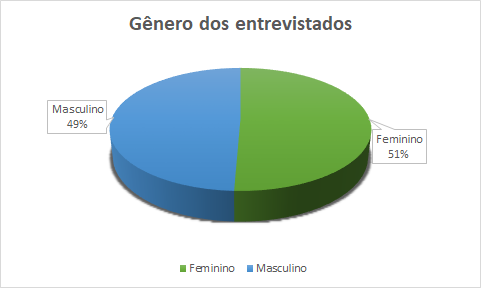 Gênero dos entrevistados
Masculino
49%
Feminino
51%
Feminino Masculino